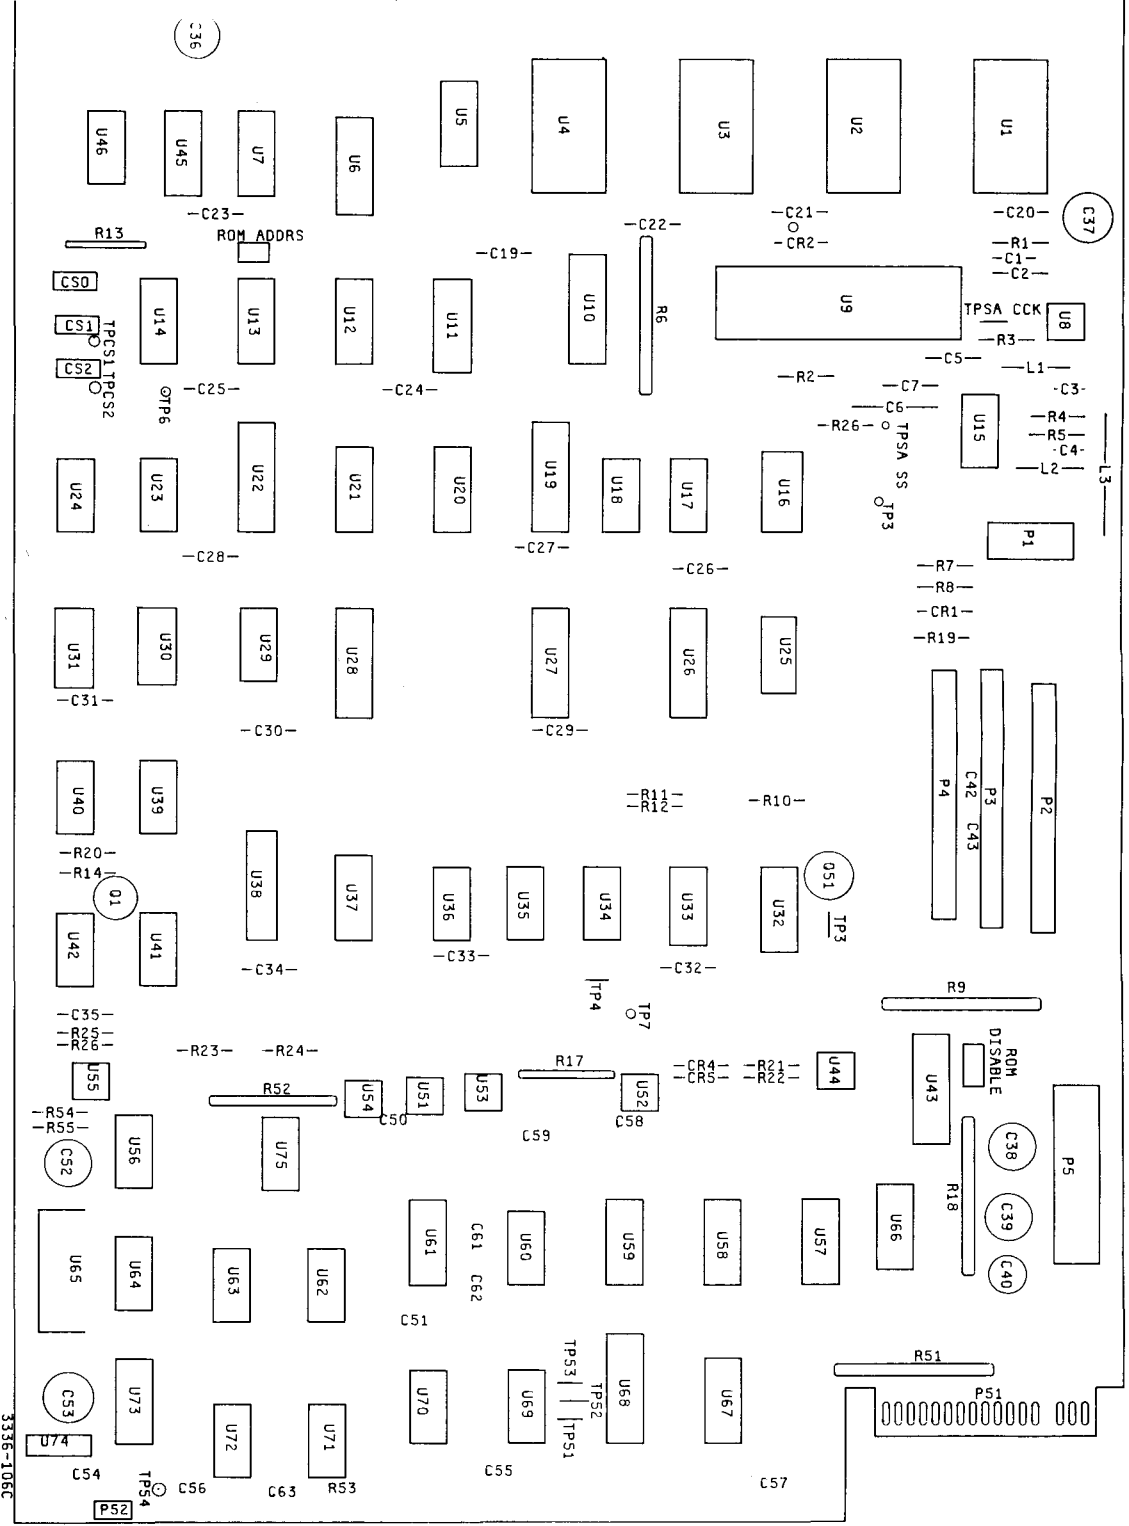 C36
U5
U4
U3
U2
U1
U46
U45
U7
U6
C23
C22
C21
C20
C37
R13
ROM ADDRS
C19
CR2
R1
C1
C2
CS0
U14
U13
U12
U11
U10
R6
U9
TPSA CCK
U8
CS1
TPCS1
R3
CS2
TPCS2
C5
L1
TP6
C25
C24
R2
C7
C3
C6
R4
R26
TPSA SS
U15
R5
C4
L2
L3
U24
U23
U22
U21
U20
U19
U18
U17
U16
TP3
P1
C28
C27
C26
R7
R8
CR1
R19
U31
U30
U29
U28
U27
U26
U25
C31
C30
C29
U40
U39
R11
R12
R10
P4
C42
C43
P3
P2
R20
R14
Q1
U38
U37
U36
U35
U34
U33
U32
Q51
TP3
U42
U41
C34
C33
C32
TP4
TP7
R9
C35
R25
R26
R23
R24
R17
CR4
CR5
R21
R22
U44
U43
ROM
DISABLE
U55
R52
U54
U51
U53
U52
C50
C59
C58
R54
R55
C52
U56
U75
C38
P5
R18
U65
U64
U63
U62
U61
C61
C62
U60
U59
U58
U57
U66
C39
C40
C51
TP53
TP52
TP51
R51
P51
C53
U73
U72
U71
U70
U69
U68
U67
U74
C54
TP54
C56
C63
R53
C55
C57
P52
3336-106C